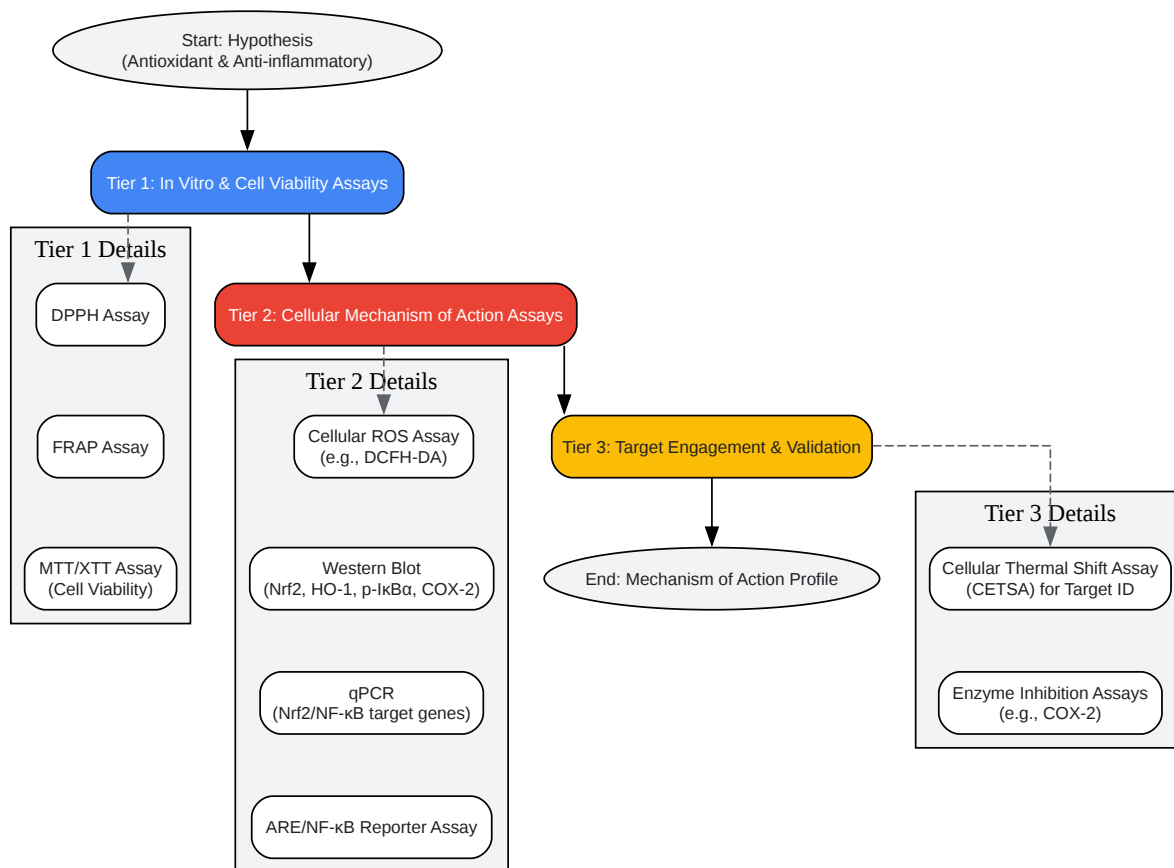 Start: Hypothesis
(Antioxidant & Anti-inflammatory)
Tier 1: In Vitro & Cell Viability Assays
Tier 1 Details
DPPH Assay
FRAP Assay
MTT/XTT Assay
(Cell Viability)
Tier 2: Cellular Mechanism of Action Assays
Tier 2 Details
Cellular ROS Assay
(e.g., DCFH-DA)
Western Blot
(Nrf2, HO-1, p-IκBα, COX-2)
qPCR
(Nrf2/NF-κB target genes)
ARE/NF-κB Reporter Assay
Tier 3: Target Engagement & Validation
End: Mechanism of Action Profile
Tier 3 Details
Cellular Thermal Shift Assay
(CETSA) for Target ID
Enzyme Inhibition Assays
(e.g., COX-2)